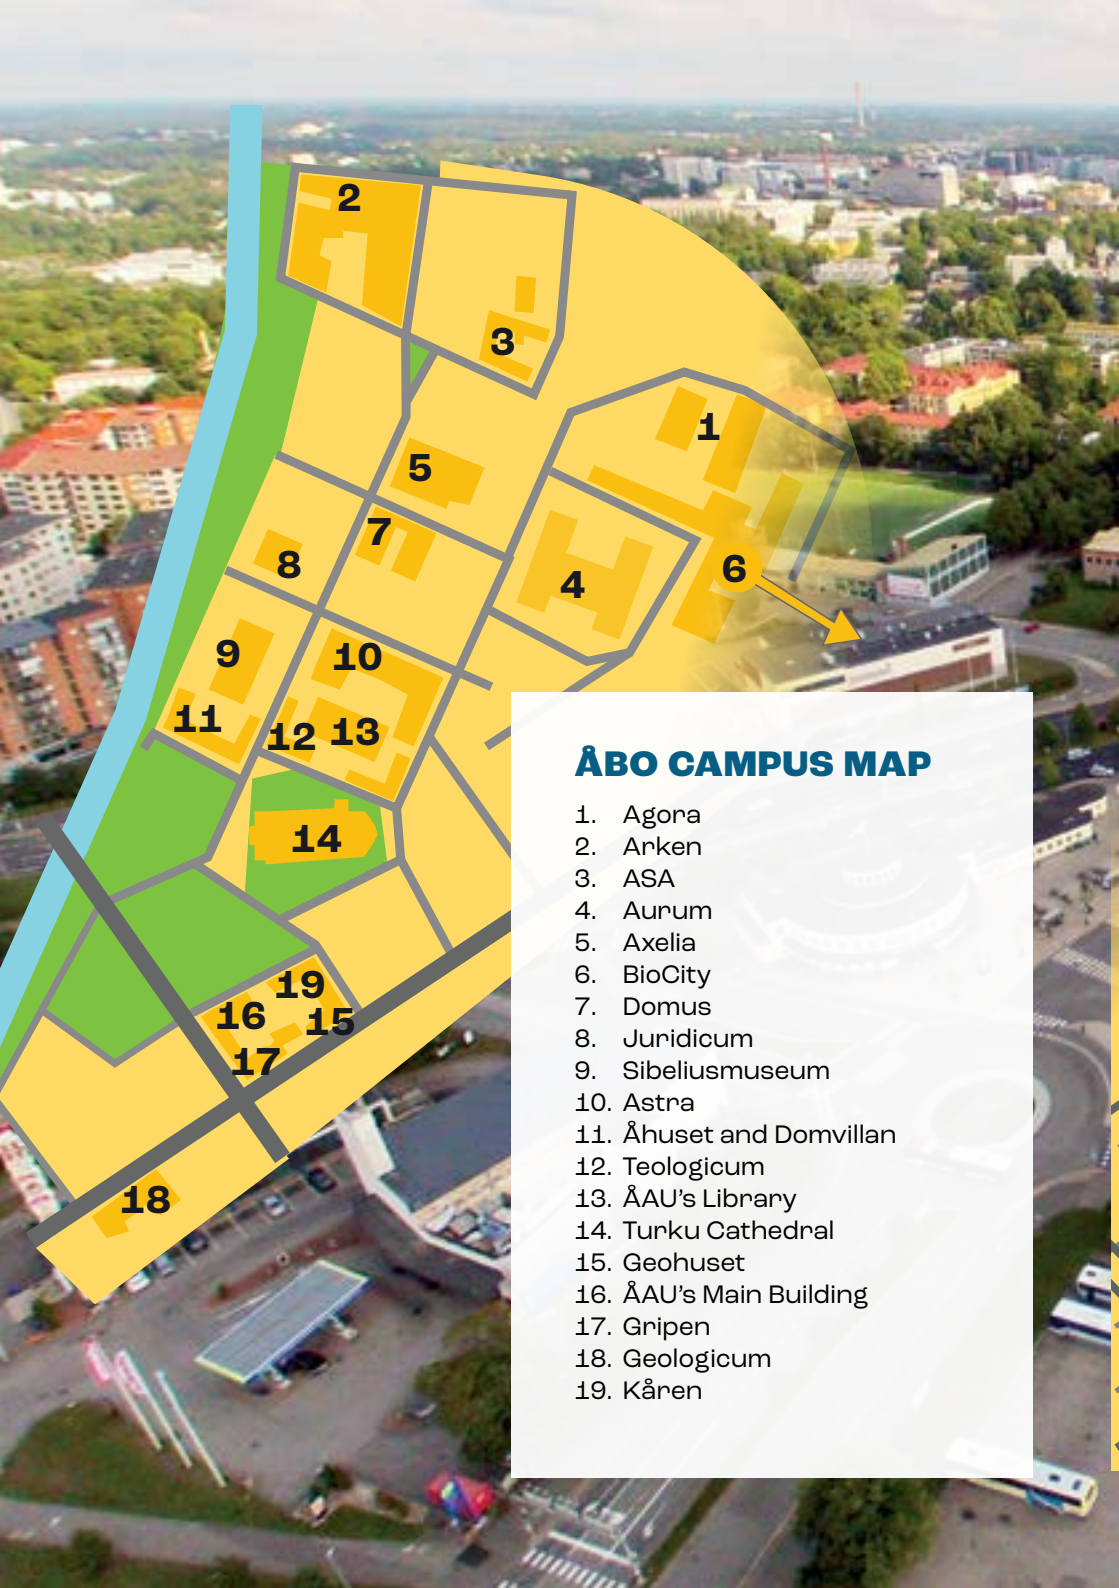 2
3
1
5
7
6
8
4
9
10
11
12
13
14
19
16
15
17
18
ÅBO CAMPUS MAP
1. Agora
2. Arken
3. ASA
4. Aurum
5. Axelia
6. BioCity
7. Domus
8. Juridicum
9. Sibeliusmuseum
10. Astra
11. Åhuset and Domvillan
12. Teologicum
13. ÅAU’s Library
14. Turku Cathedral
15. Geohuset
16. ÅAU’s Main Building
17. Gripen
18. Geologicum
19. Kåren